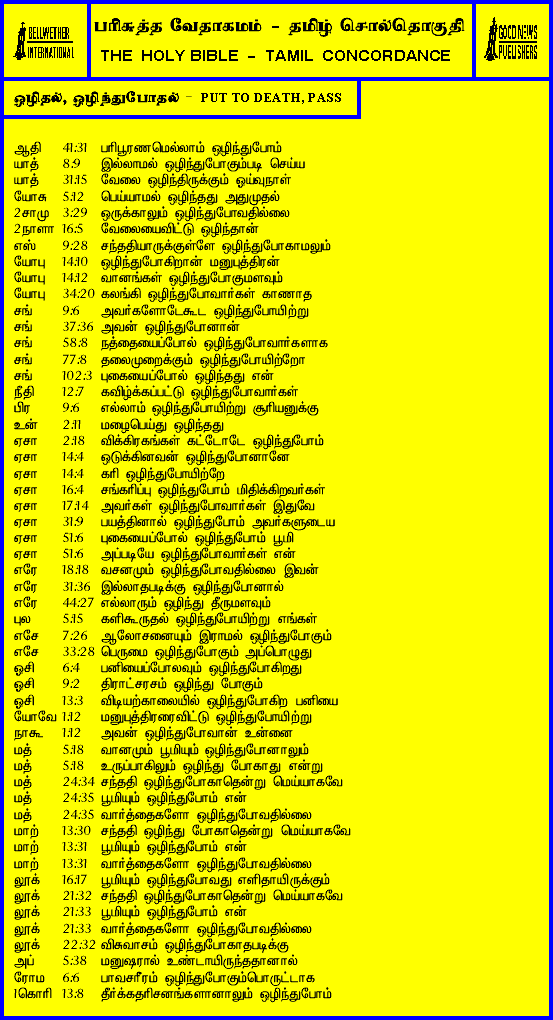 BELLWETHER INTERNATIONAL
பரிசுத்த வேதாகமம் - தமிழ் சொல்தொகுதி
THE HOLY BIBLE - TAMIL CONCORDANCE
GOOD NEWS PUBLISHERS
ஒழிதல், ஒழிந்துபோதல் - PUT TO DEATH, PASS
ஆதி 41:31 பரிபூரணமெல்லாம் ஒழிந்துபோம்
யாத் 8:9 இல்லாமல் ஒழிந்துபோகும்படி செய்ய
யாத் 31:15 வேலை ஒழிந்திருக்கும் ஓய்வுநாள்
யோசு 5:12 பெய்யாமல் ஒழிந்தது அதுமுதல்
2சாமு 3:29 ஒருக்காலும் ஒழிந்துபோவதில்லை
2நாளா 16:5 வேலையைவிட்டு ஒழிந்தான்
எஸ் 9:28 சந்ததியாருக்குள்ளே ஒழிந்துபோகாமலும்
யோபு 14:10 ஒழிந்துபோகிறான் மனுபுத்திரன்
யோபு 14:12 வானங்கள் ஒழிந்துபோகுமளவும்
யோபு 34:20 கலங்கி ஒழிந்துபோவார்கள் காணாத
சங் 9:6 அவர்களோடேகூட ஒழிந்துபோயிற்று
சங் 37:36 அவன் ஒழிந்துபோனான்
சங் 58:8 நத்தையைப்போல் ஒழிந்துபோவார்களாக
சங் 77:8 தலைமுறைக்கும் ஒழிந்துபோயிற்றோ
சங் 102:3 புகையைப்போல் ஒழிந்தது என்
நீதி 12:7 கவிழ்க்கப்பட்டு ஒழிந்துபோவார்கள்
பிர 9:6 எல்லாம் ஒழிந்துபோயிற்று சூரியனுக்கு
உன் 2:11 மழைபெய்து ஒழிந்தது
ஏசா 2:18 விக்கிரகங்கள் கட்டோடே ஒழிந்துபோம்
ஏசா 14:4 ஒடுக்கினவன் ஒழிந்துபோனானே
ஏசா 14:4 கரி ஒழிந்துபோயிற்றே
ஏசா 16:4 சங்கரிப்பு ஒழிந்துபோம் மிதிக்கிறவர்கள்
ஏசா 17:14 அவர்கள் ஒழிந்துபோவார்கள் இதுவே
ஏசா 31:9 பயத்தினால் ஒழிந்துபோம் அவர்களுடைய
ஏசா 51:6 புகையைப்போல் ஒழிந்துபோம் பூமி
ஏசா 51:6 அப்படியே ஒழிந்துபோவார்கள் என்
எரே 18:18 வசனமும் ஒழிந்துபோவதில்லை இவன்
எரே 31:36 இல்லாதபடிக்கு ஒழிந்துபோனால்
எரே 44:27 எல்லாரும் ஒழிந்து தீருமளவும்
புல 5:15 களிகூருதல் ஒழிந்துபோயிற்று எங்கள்
எசே 7:26 ஆலோசனையும் இராமல் ஒழிந்துபோகும்
எசே 33:28 பெருமை ஒழிந்துபோகும் அப்பொழுது
ஓசி 6:4 பனியைப்போலவும் ஒழிந்துபோகிறது
ஓசி 9:2 திராட்சரசம் ஒழிந்து போகும்
ஓசி 13:3 விடியற்காலையில் ஒழிந்துபோகிற பனியை
யோவே 1:12 மனுபுத்திரரைவிட்டு ஒழிந்துபோயிற்று
நாகூ 1:12 அவன் ஒழிந்துபோவான் உன்னை
மத் 5:18 வானமும் பூமியும் ஒழிந்துபோனாலும்
மத் 5:18 உருப்பாகிலும் ஒழிந்து போகாது என்று
மத் 24:34 சந்ததி ஒழிந்துபோகாதென்று மெய்யாகவே
மத் 24:35 பூமியும் ஒழிந்துபோம் என்
மத் 24:35 வார்த்தைகளோ ஒழிந்துபோவதில்லை
மாற் 13:30 சந்ததி ஒழிந்து போகாதென்று மெய்யாகவே
மாற் 13:31 பூமியும் ஒழிந்துபோம் என்
மாற் 13:31 வார்த்தைகளோ ஒழிந்துபோவதில்லை
லூக் 16:17 பூமியும் ஒழிந்துபோவது எளிதாயிருக்கும்
லூக் 21:32 சந்ததி ஒழிந்துபோகாதென்று மெய்யாகவே
லூக் 21:33 பூமியும் ஒழிந்துபோம் என்
லூக் 21:33 வார்த்தைகளோ ஒழிந்துபோவதில்லை
லூக் 22:32 விசுவாசம் ஒழிந்துபோகாதபடிக்கு
அப் 5:38 மனுஷரால் உண்டாயிருந்ததானால்
ரோம 6:6 பாவசரீரம் ஒழிந்துபோகும்பொருட்டாக
1கொரி 13:8 தீர்க்கதரிசனங்களானாலும் ஒழிந்துபோம்